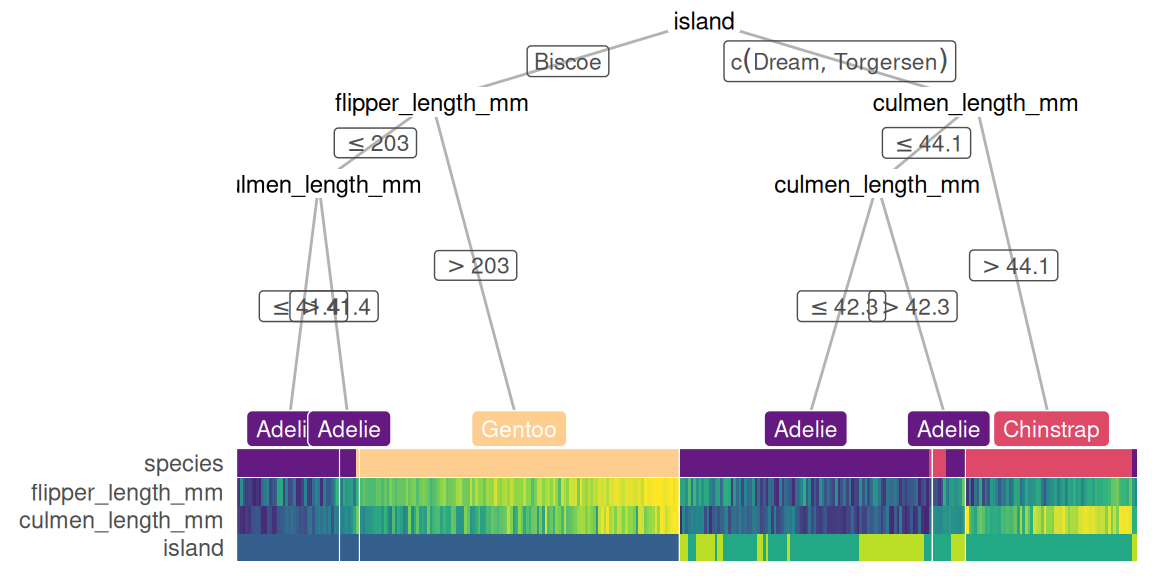 island
Biscoe
c(Dream, Torgersen)
flipper_length_mm
culmen_length_mm
≤ 203
≤ 44.1
ulmen_length_mm
culmen_length_mm
> 203
> 44.1
≤ 41.4
> 41.4
≤ 42.3
> 42.3
Adeli
Adelie
Gentoo
Adelie
Adelie
Chinstrap
species
flipper_length_mm
culmen_length_mm
island